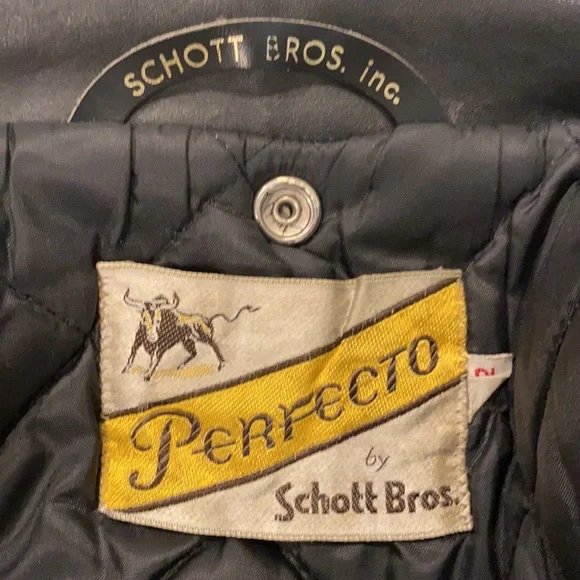 SCHOTT BROS. inc.
PERFECTO
by
Schott Bros.